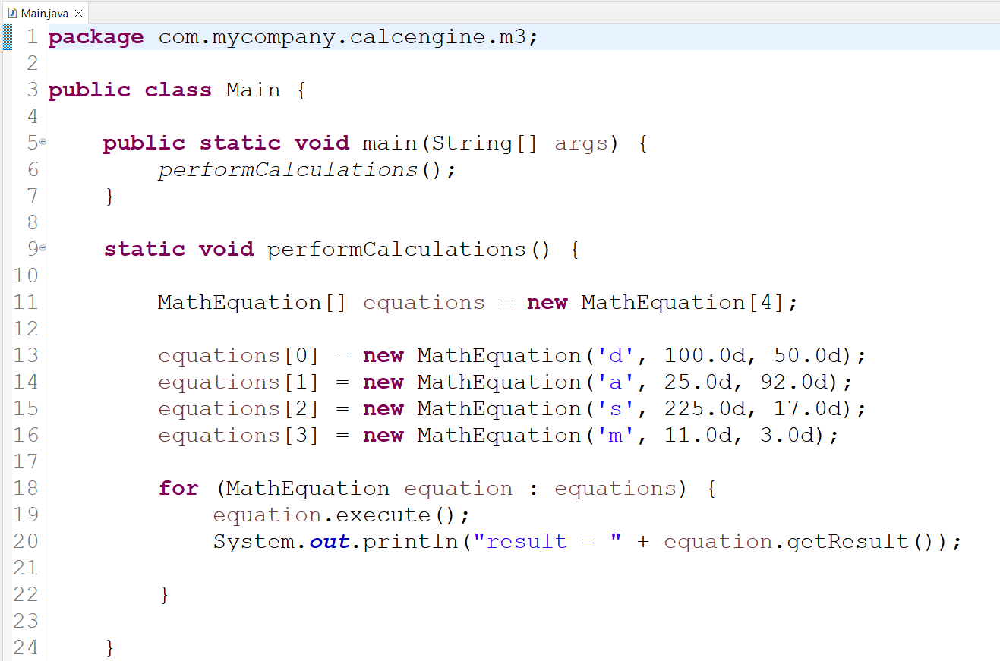 Main.java
1 package com.mycompany.calcengine.m3;
2
3 public class Main {
4
5     public static void main(String[] args) {
6         performCalculations();
7     }
8
9     static void performCalculations() {
10
11         MathEquation[] equations = new MathEquation[4];
12
13         equations[0] = new MathEquation('d', 100.0d, 50.0d);
14         equations[1] = new MathEquation('a', 25.0d, 92.0d);
15         equations[2] = new MathEquation('s', 225.0d, 17.0d);
16         equations[3] = new MathEquation('m', 11.0d, 3.0d);
17
18         for (MathEquation equation : equations) {
19             equation.execute();
20             System.out.println("result = " + equation.getResult());
21
22         }
23
24     }